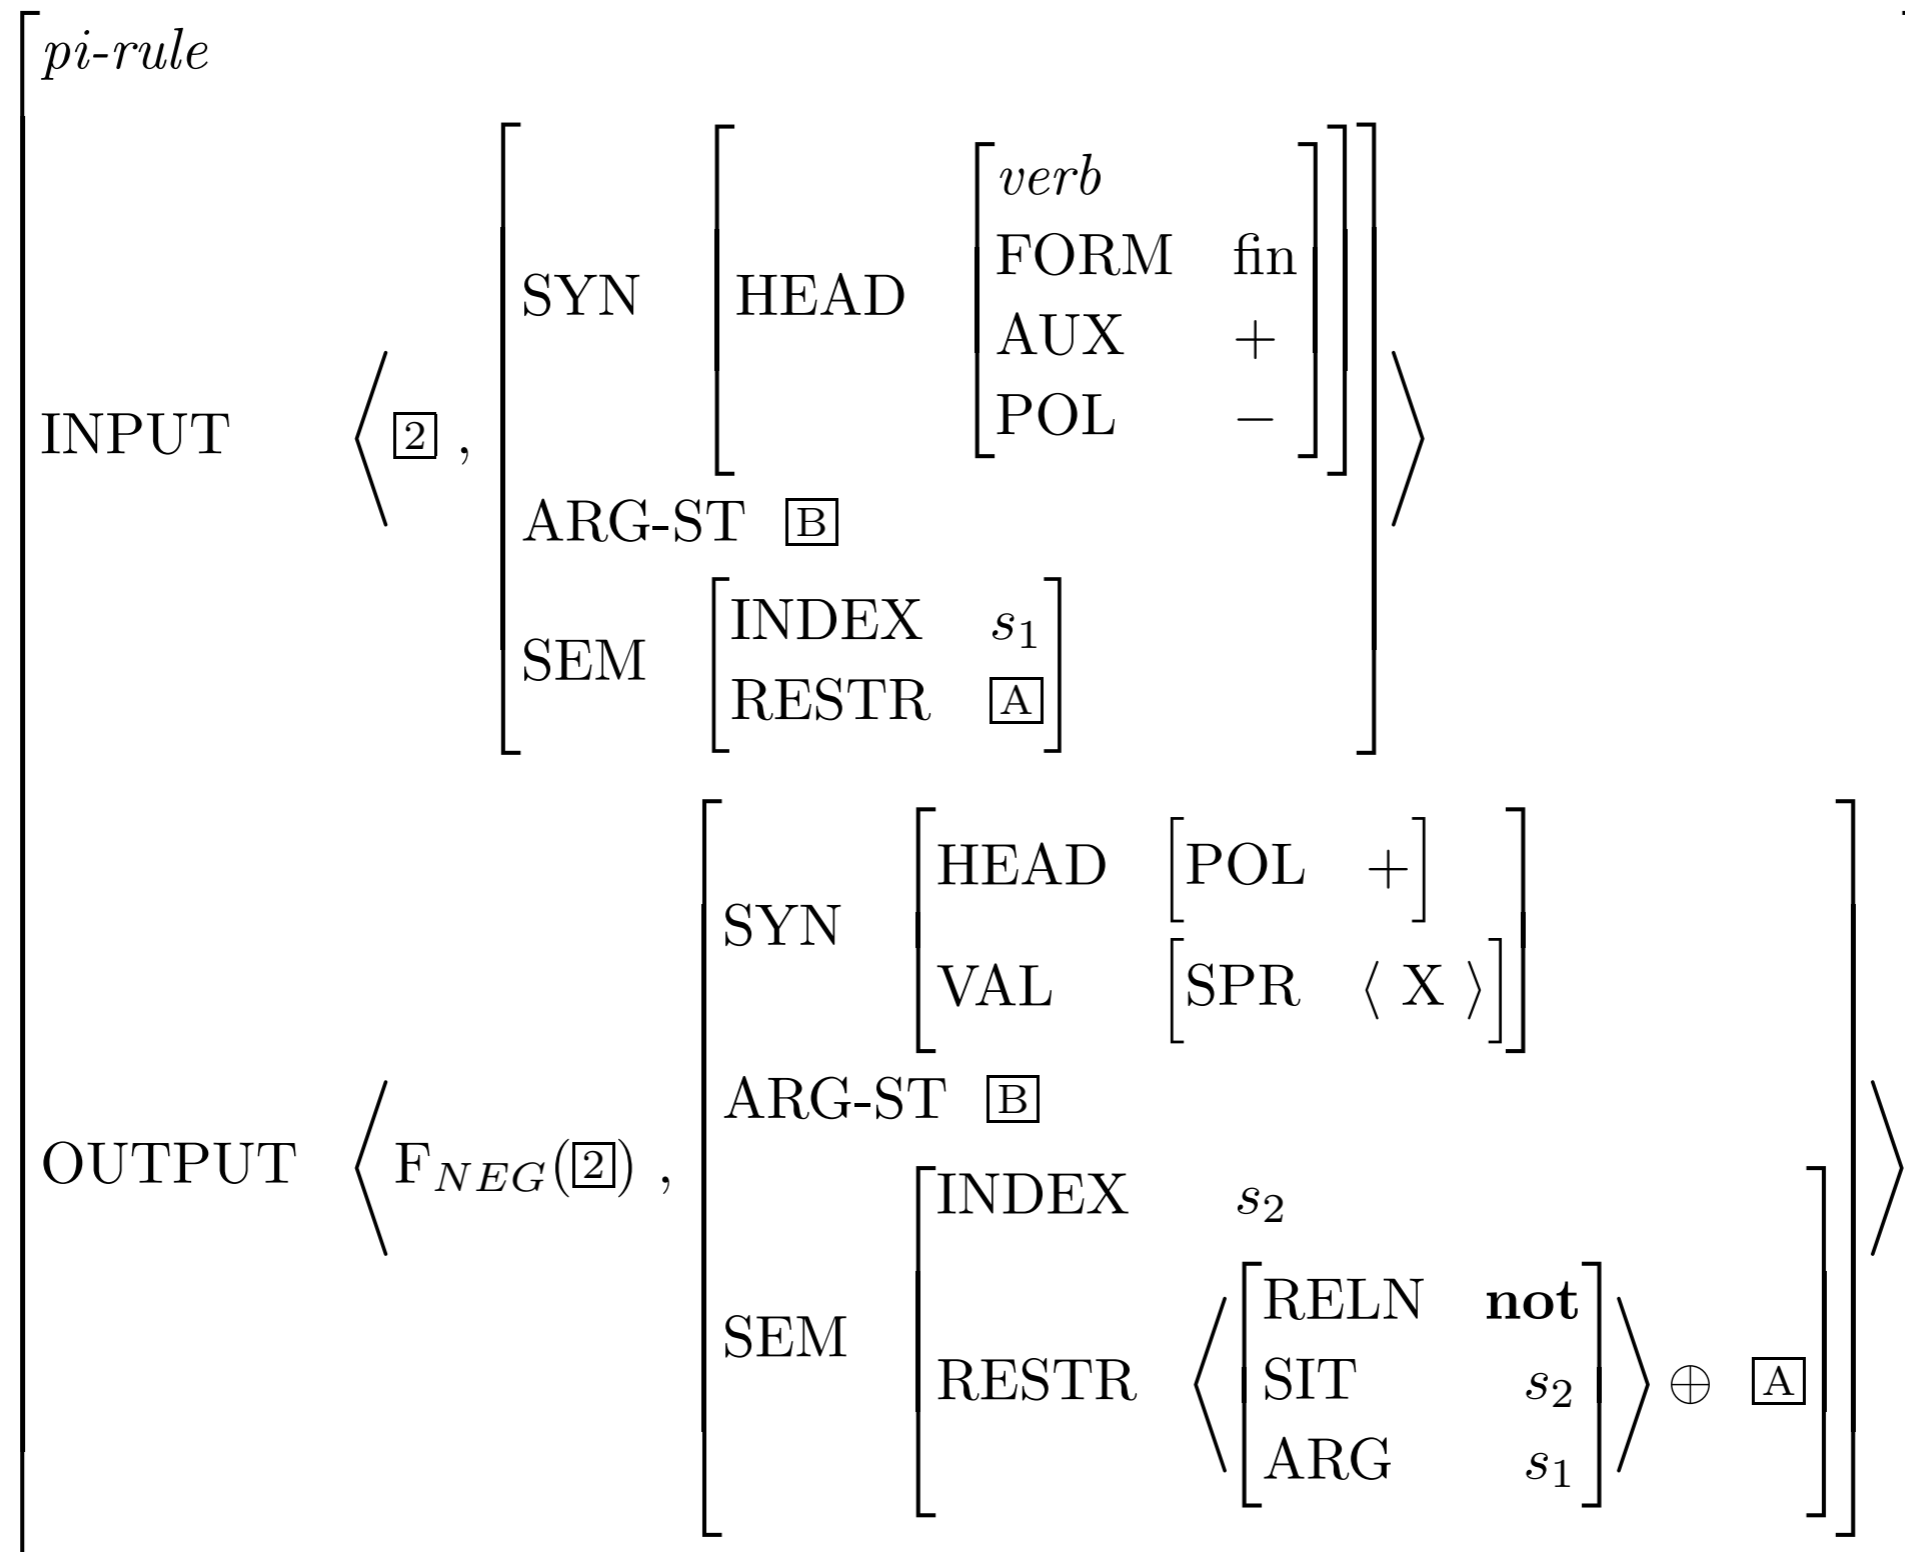 pi-rule
verb
FORM fin
SYN HEAD
AUX +
POL −
INPUT ⟨ 2 , ⟩
ARG-ST B
INDEX s1
SEM
RESTR A
HEAD [POL +]
SYN
VAL [SPR ⟨ X ⟩]
ARG-ST B
OUTPUT ⟨ F_NEG(2) , ⟩
INDEX s2
RELN not
SEM
RESTR ⟨ SIT s2 ⟩ ⊕ A
ARG s1